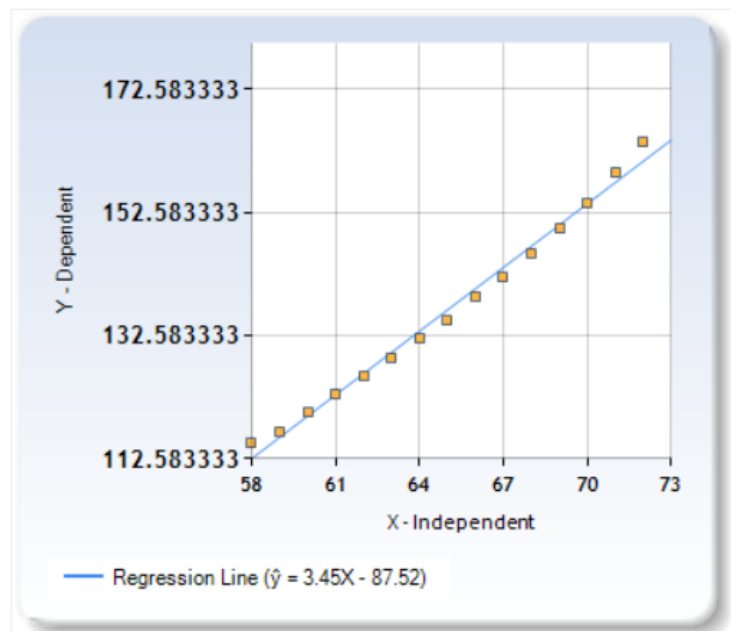 172.583333
152.583333
132.583333
112.583333
Y - Dependent
58 61 64 67 70 73
X - Independent
Regression Line (ŷ = 3.45X - 87.52)